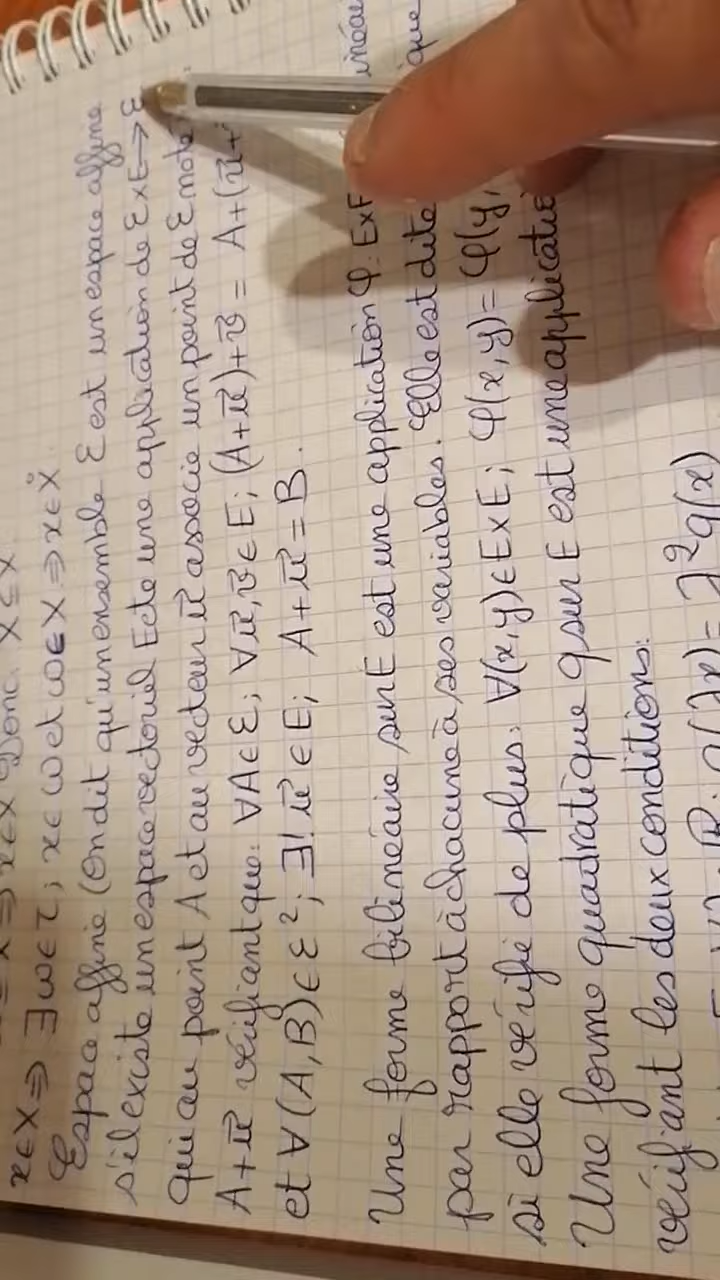 x∈X ⟹ ∃ω∈τ; x∈ω et ω⊂X ⟹ x∈X̊
Espace affine (on dit qu'un ensemble Ɛ est un espace affine
s'il existe un espace vectoriel E et une application de Ɛ×E→Ɛ
qui au point A et au vecteur u⃗ associe un point de Ɛ noté
A+u⃗ vérifiant que: ∀A∈Ɛ; ∀u⃗,v⃗∈E; (A+u⃗)+v⃗ = A+(u⃗+
et ∀(A,B)∈Ɛ²; ∃! u⃗∈E; A+u⃗=B.
Une forme bilinéaire sur E est une application φ: E×
par rapport à chacune à ses variables. Elle est dite
si elle vérifie de plus: ∀(x,y)∈E×E; φ(x,y)=φ(y,
Une forme quadratique q sur E est une
vérifiant les deux conditions:
q(λx)=λ²q(x)